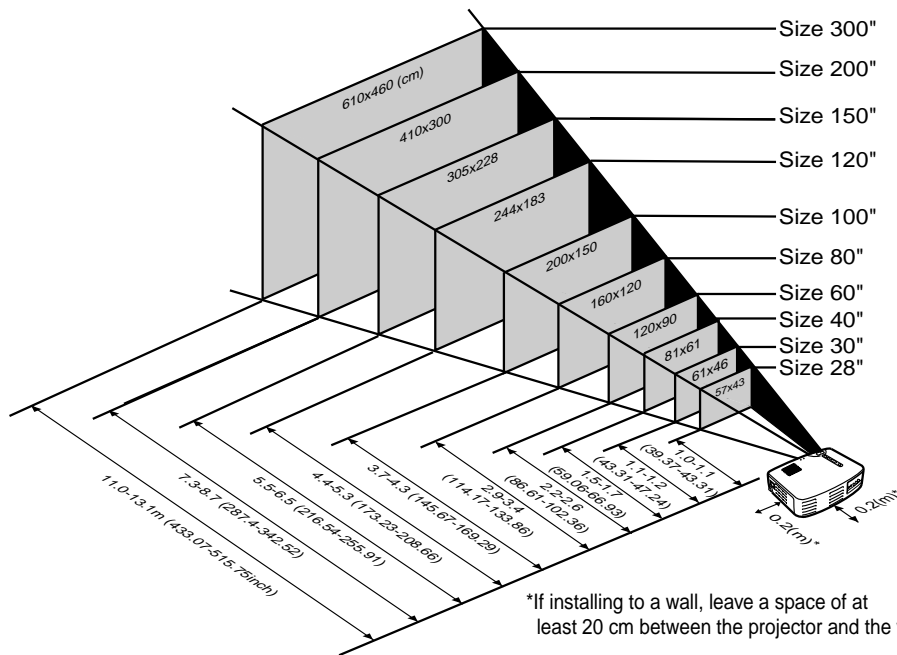 Size 300"
Size 200"
Size 150"
Size 120"
Size 100"
Size 80"
Size 60"
Size 40"
Size 30"
Size 28"
610x460 (cm)
410x300
305x228
244x183
200x150
160x120
120x90
81x61
61x46
57x43
11.0-13.1m (433.07-515.75inch)
7.3-8.7 (287.4-342.52)
5.5-6.5 (216.54-255.91)
4.4-5.3 (173.23-208.66)
3.7-4.3 (145.67-169.29)
2.9-3.4
(114.17-133.86)
2.2-2.6
(86.61-102.36)
1.5-1.7
(59.06-66.93)
1.1-1.2
(43.31-47.24)
1.0-1.1
(39.37-43.31)
0.2(m)*
0.2(m)*
*If installing to a wall, leave a space of at
least 20 cm between the projector and the